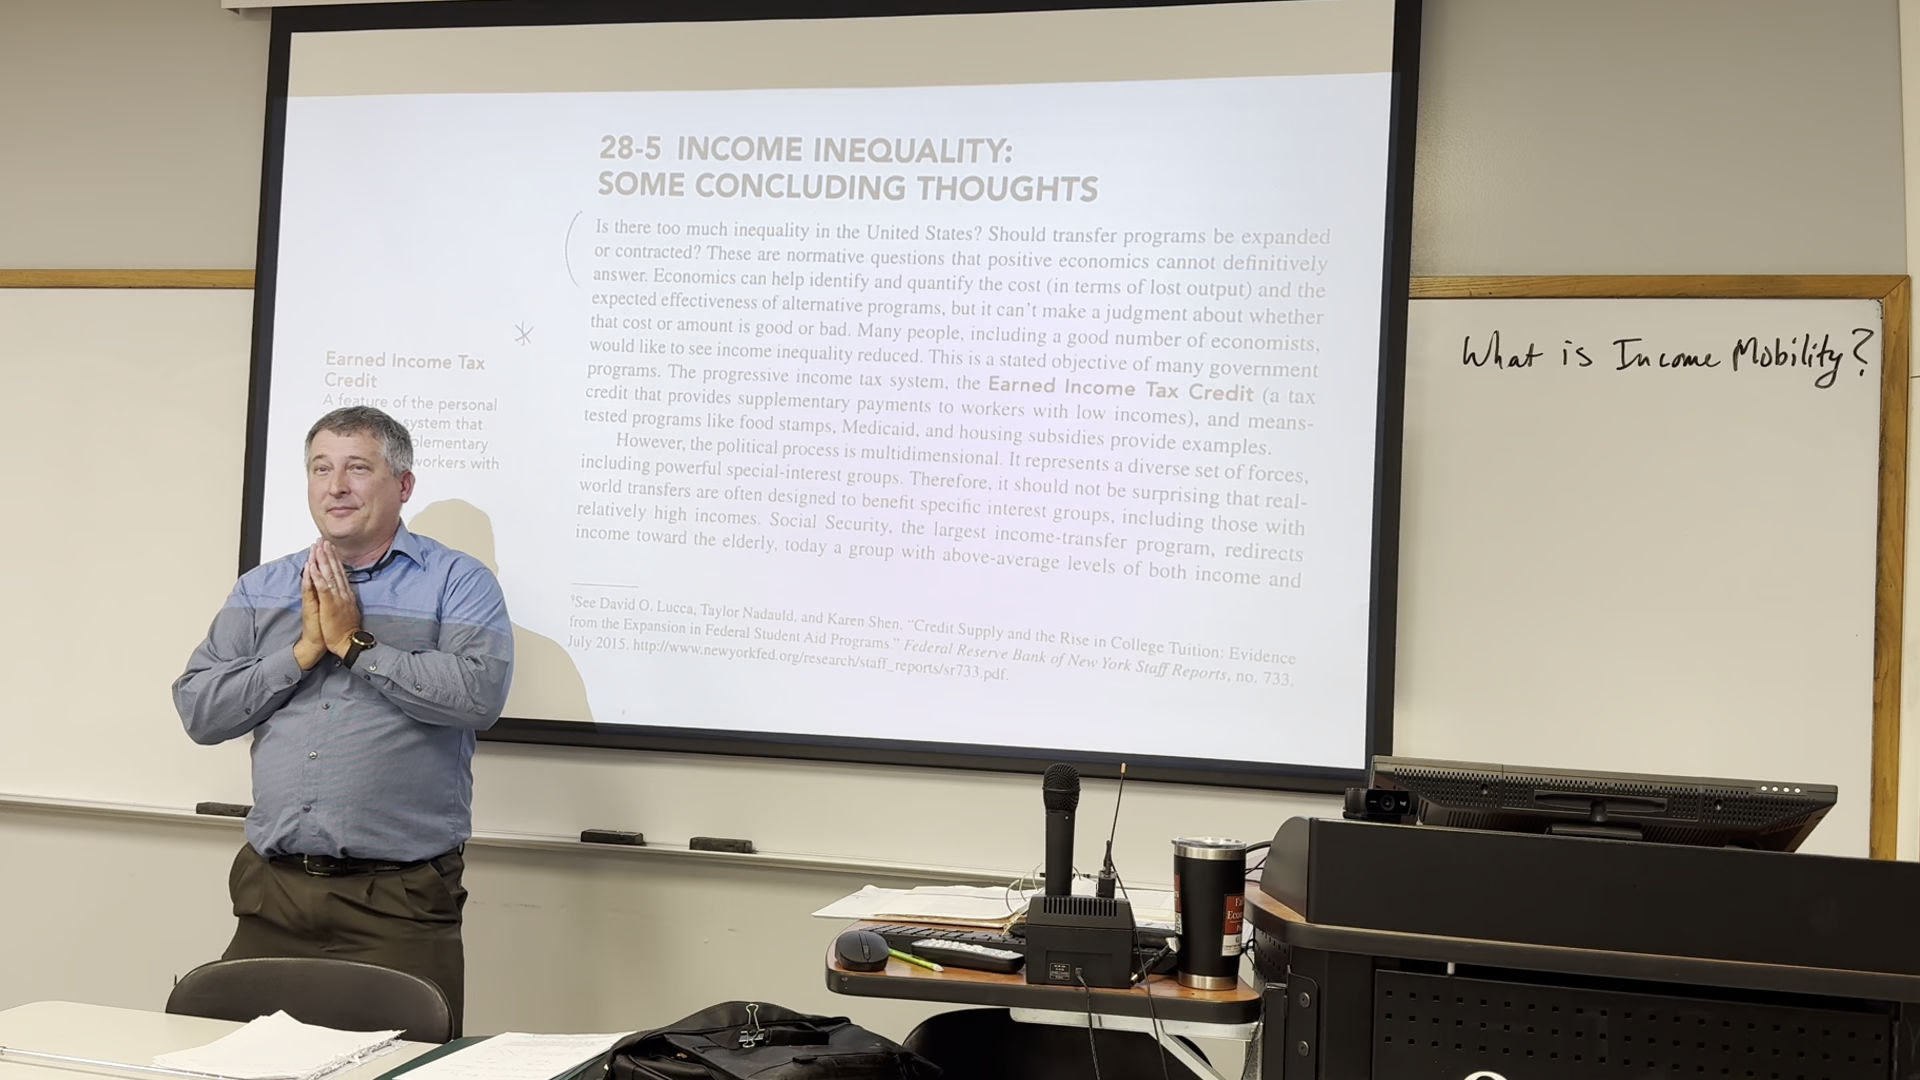 28-5 INCOME INEQUALITY:
SOME CONCLUDING THOUGHTS
Is there too much inequality in the United States? Should transfer programs be expanded
or contracted? These are normative questions that positive economics cannot definitively
answer. Economics can help identify and quantify the cost (in terms of lost output) and the
expected effectiveness of alternative programs, but it can't make a judgment about whether
that cost or amount is good or bad. Many people, including a good number of economists,
would like to see income inequality reduced. This is a stated objective of many government
programs. The progressive income tax system, the Earned Income Tax Credit (a tax
credit that provides supplementary payments to workers with low incomes), and means-
tested programs like food stamps, Medicaid, and housing subsidies provide examples.
However, the political process is multidimensional. It represents a diverse set of forces,
including powerful special-interest groups. Therefore, it should not be surprising that real-
world transfers are often designed to benefit specific interest groups, including those with
relatively high incomes. Social Security, the largest income-transfer program, redirects
income toward the elderly, today a group with above-average levels of both income and
See David O. Lucca, Taylor Nadauld, and Karen Shen, "Credit Supply and the Rise in College Tuition: Evidence
from the Expansion in Federal Student Aid Programs." Federal Reserve Bank of New York Staff Reports, no. 733.
July 2015. http://www.newyorkfed.org/research/staff_reports/sr733.pdf.
Earned Income Tax
Credit
A feature of the personal
system that
workers with
What is Income Mobility?